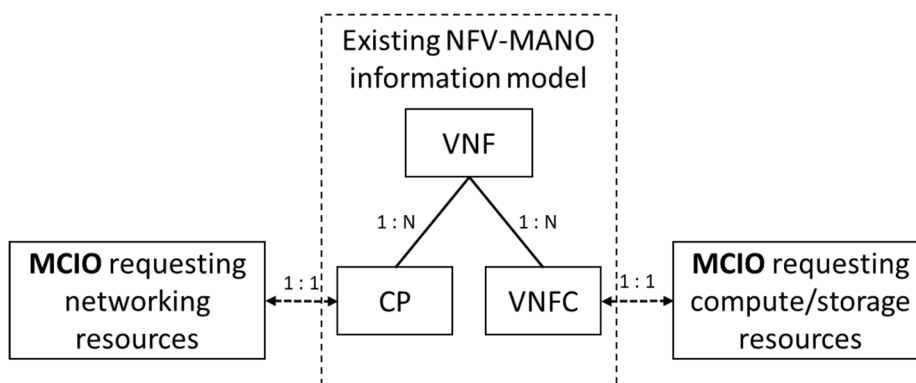 Existing NFV-MANO
information model
VNF
1 : N
1 : N
MCIO requesting
networking
resources
1 : 1
CP
VNFC
1 : 1
MCIO requesting
compute/storage
resources